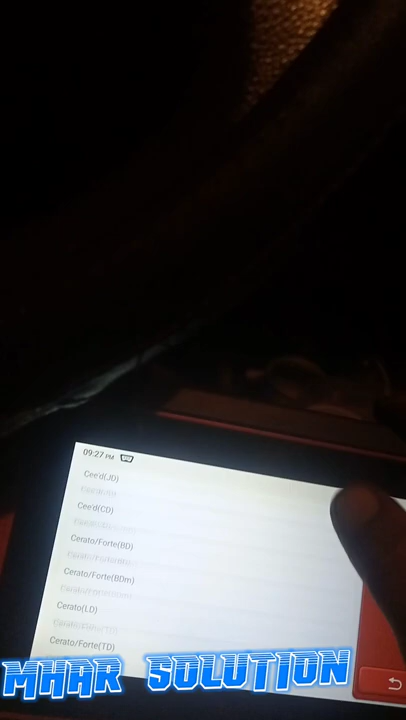 09:27 PM
Cee'd(JD)
Cee'd(CD)
Cerato/Forte(BD)
Cerato/Forte(BDm)
Cerato(LD)
Cerato/Forte(TD)
MHAR SOLUTION